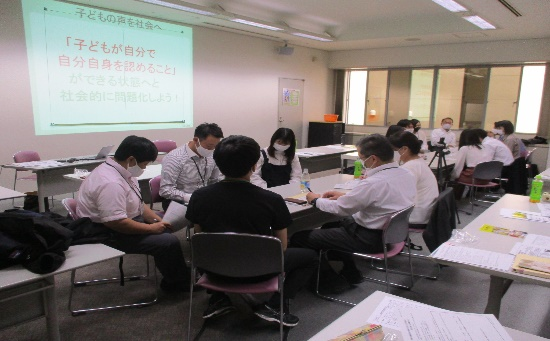 子どもの声を社会へ
「子どもが自分で
自分自身を認めること」
ができる状態へと
社会的に問題化しよう！